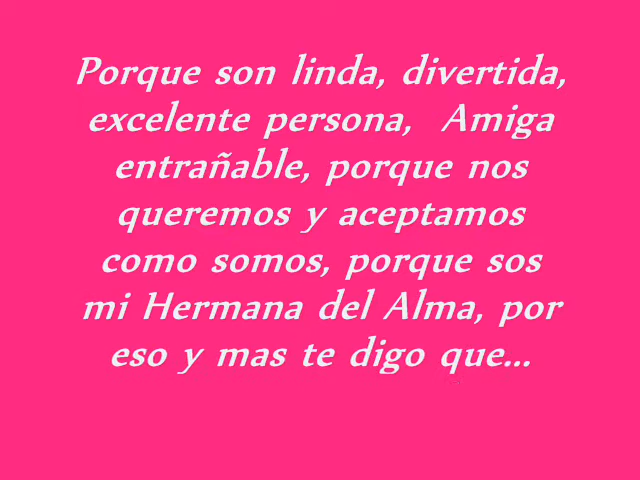 Porque son linda, divertida,
excelente persona, Amiga
entrañable, porque nos
queremos y aceptamos
como somos, porque sos
mi Hermana del Alma, por
eso y mas te digo que...